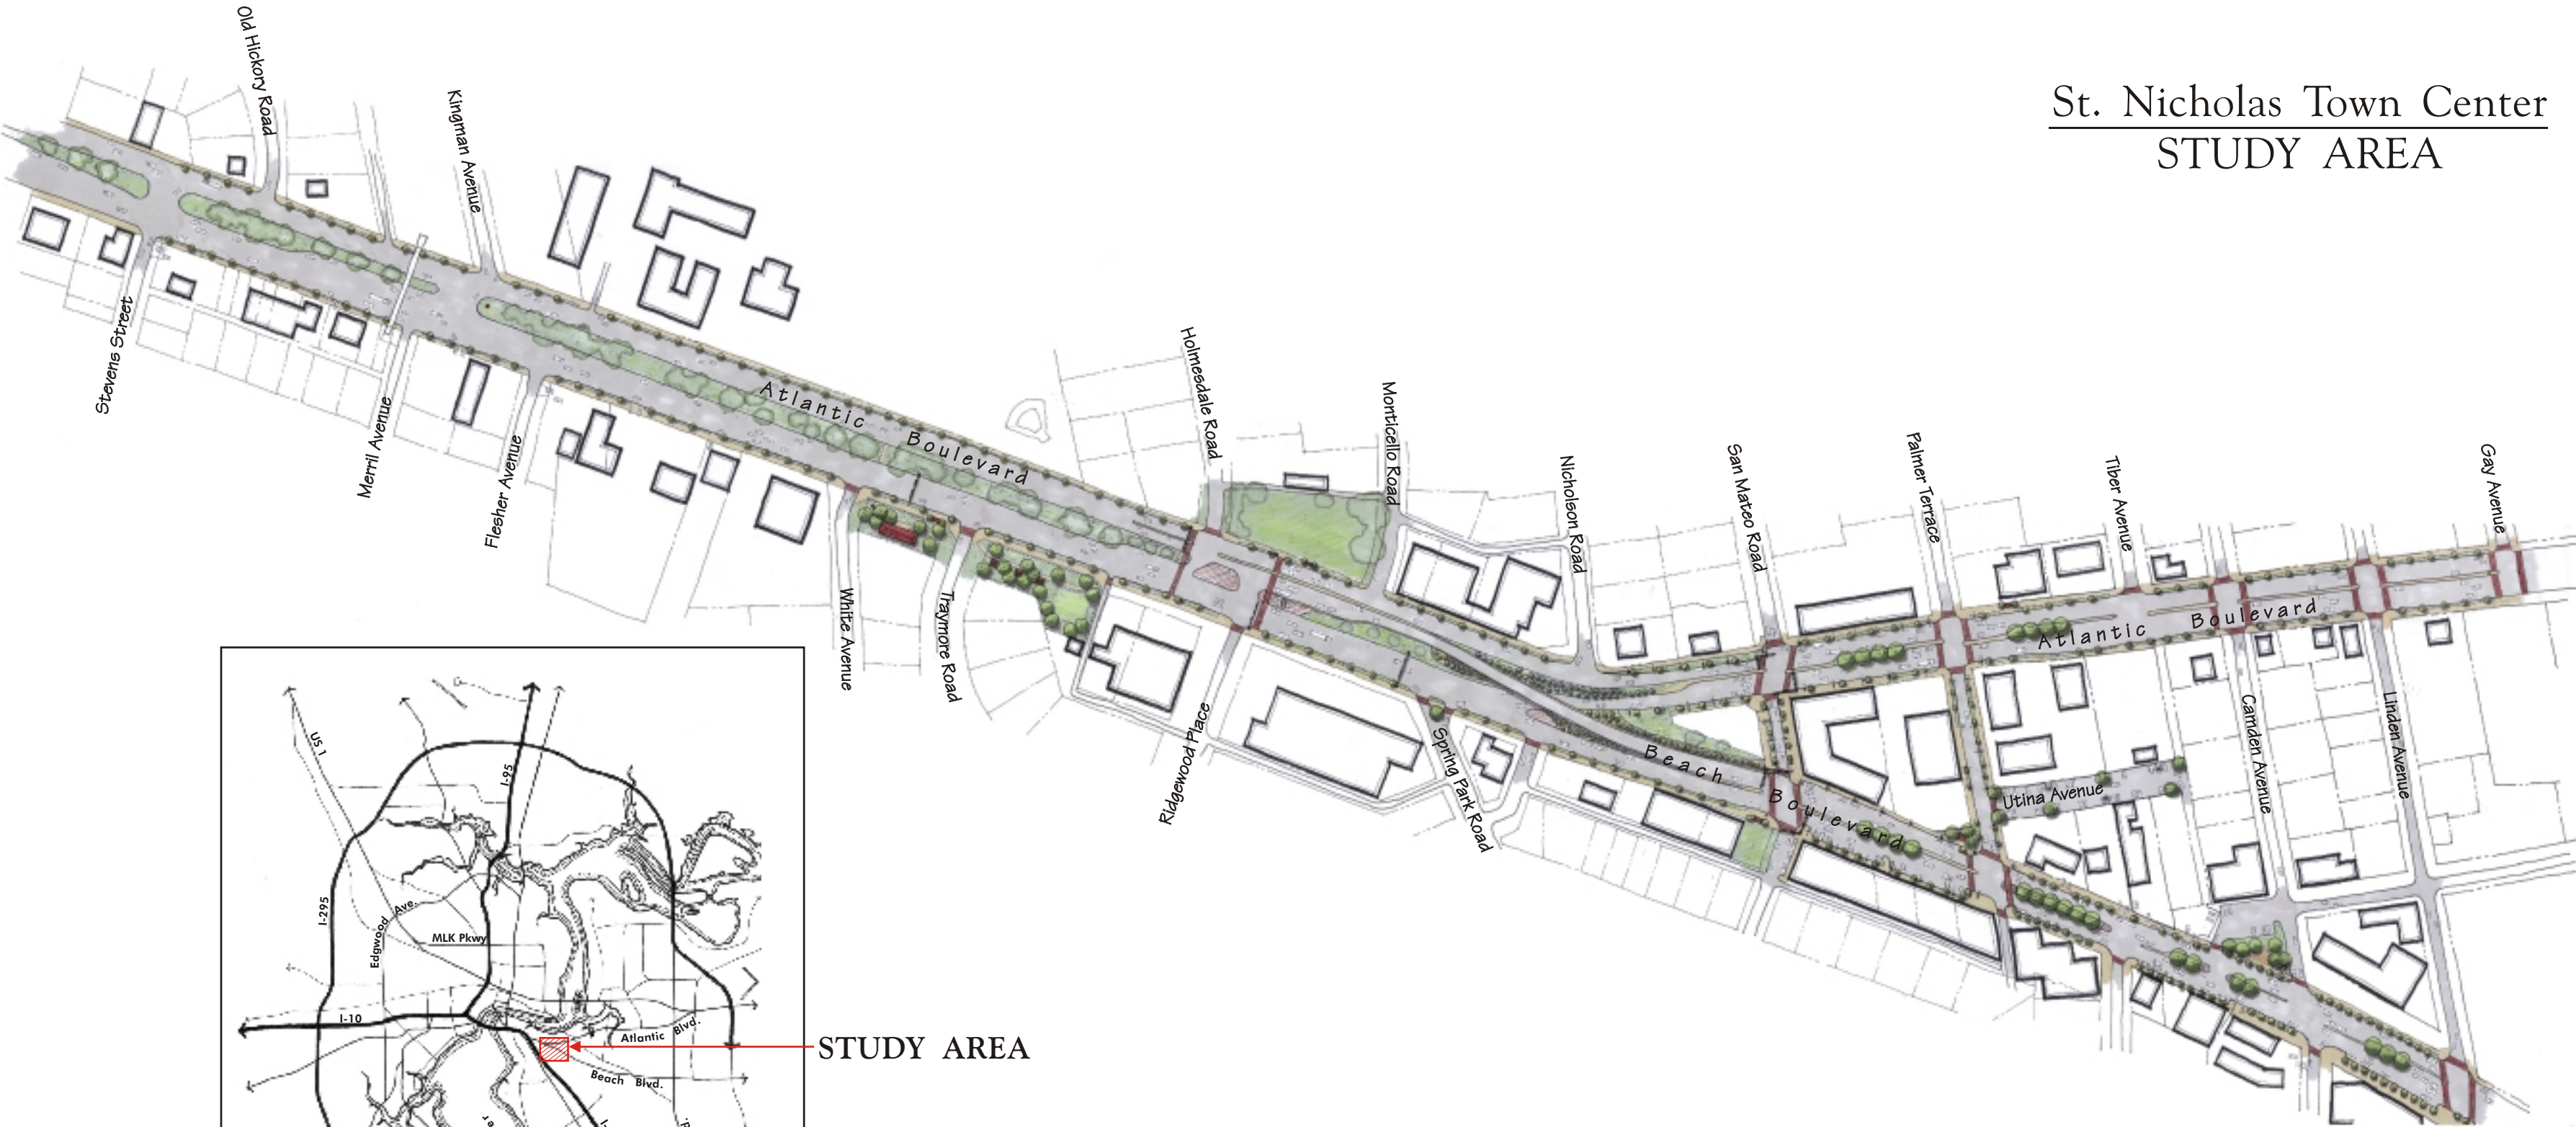 St. Nicholas Town Center
STUDY AREA
Old Hickory Road
Kingman Avenue
Stevens Street
Merril Avenue
Flesher Avenue
Atlantic Boulevard
Holmesdale Road
Monticello Road
Nicholson Road
San Mateo Road
Palmer Terrace
Tiber Avenue
Gay Avenue
White Avenue
Traymore Road
Ridgewood Place
Spring Park Road
Beach Boulevard
Atlantic Boulevard
Utina Avenue
Camden Avenue
Linden Avenue
US 1
I-95
I-295
Edgwood Ave.
MLK Pkwy
I-10
Atlantic Blvd.
Beach Blvd.
STUDY AREA